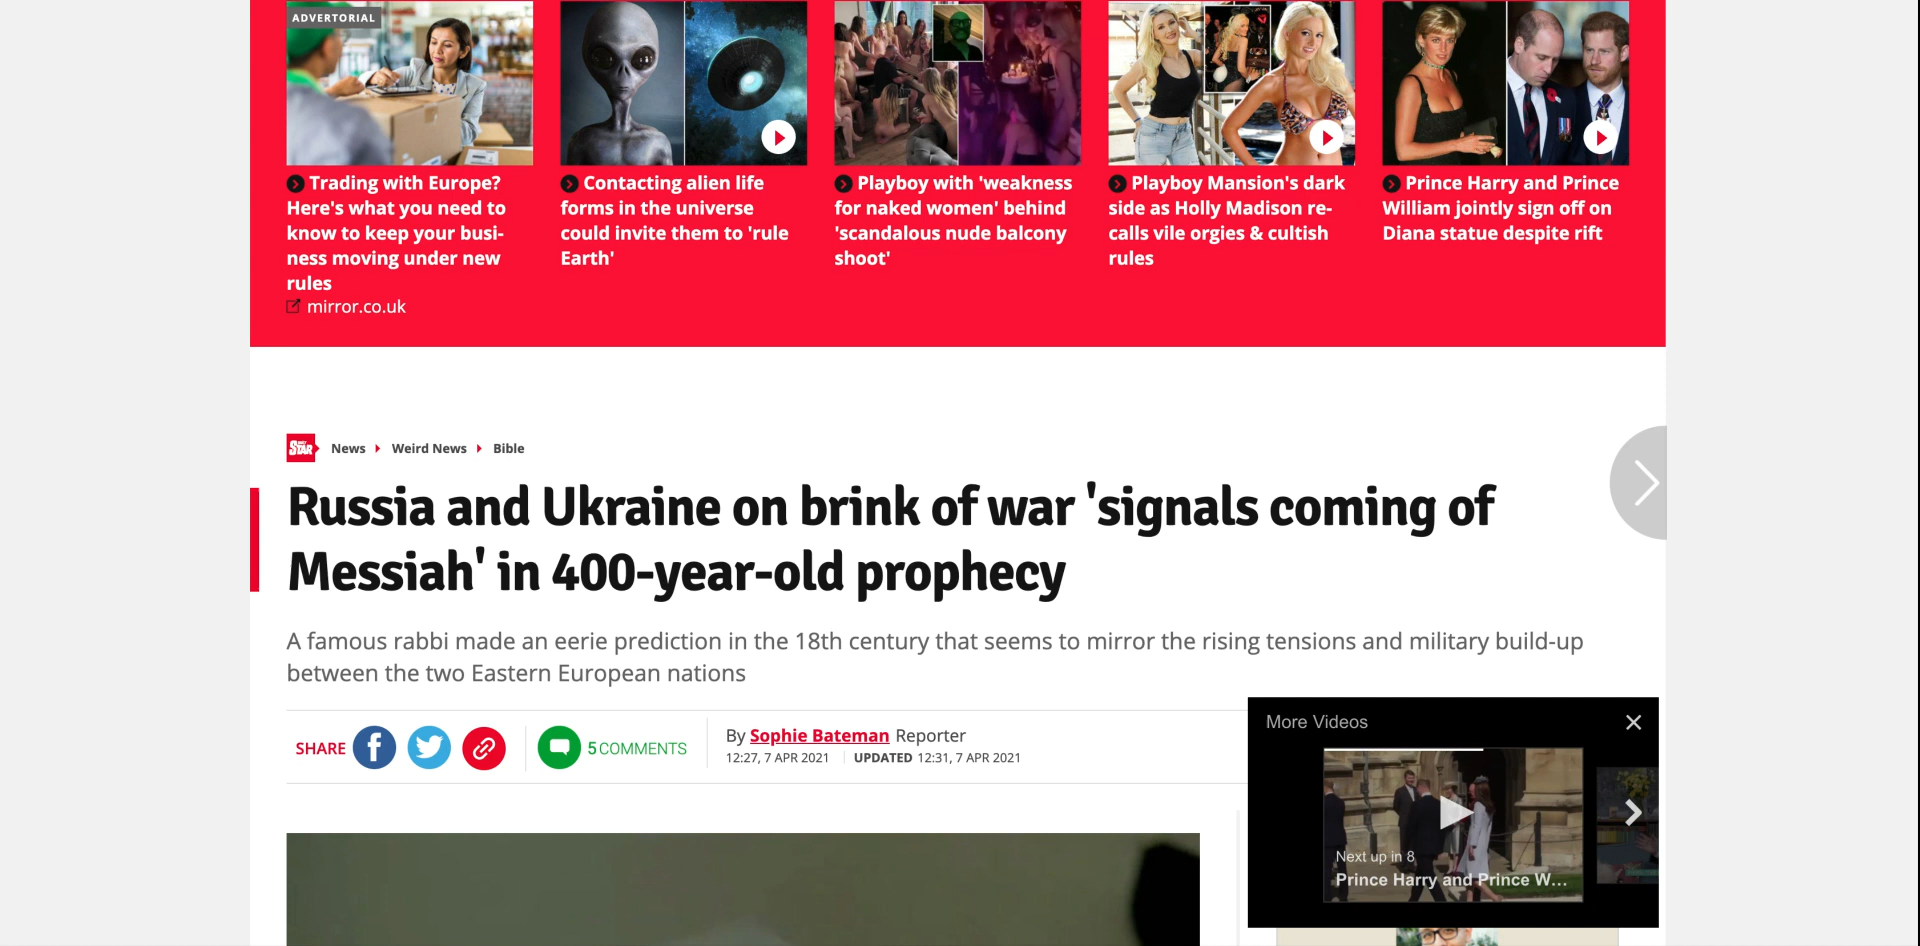 ADVERTORIAL
Trading with Europe?
Here's what you need to
know to keep your busi-
ness moving under new
rules
mirror.co.uk
Contacting alien life
forms in the universe
could invite them to 'rule
Earth'
Playboy with 'weakness
for naked women' behind
'scandalous nude balcony
shoot'
Playboy Mansion's dark
side as Holly Madison re-
calls vile orgies & cultish
rules
Prince Harry and Prince
William jointly sign off on
Diana statue despite rift
STAR News Weird News Bible
Russia and Ukraine on brink of war 'signals coming of
Messiah' in 400-year-old prophecy
A famous rabbi made an eerie prediction in the 18th century that seems to mirror the rising tensions and military build-up
between the two Eastern European nations
SHARE 5 COMMENTS
By Sophie Bateman Reporter
12:27, 7 APR 2021 UPDATED 12:31, 7 APR 2021
More Videos
Next up in 8
Prince Harry and Prince W...